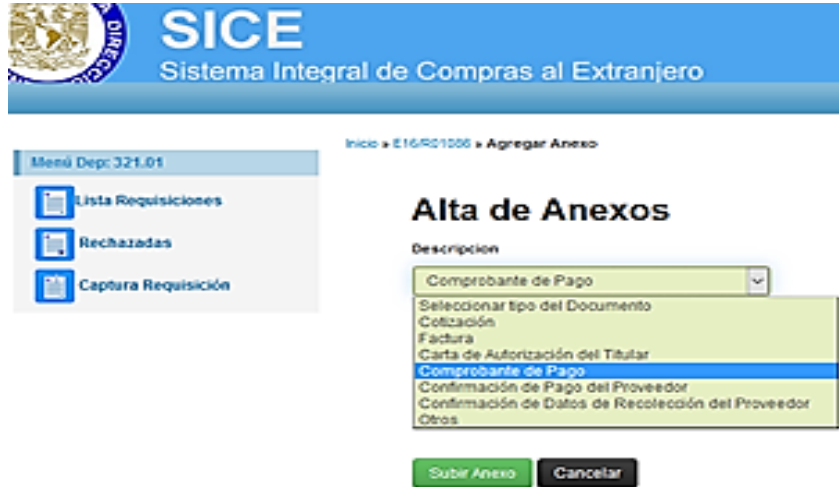 SICE
Sistema Integral de Compras al Extranjero
DIRECC
Inicio » E16/R01086 » Agregar Anexo
Menú Dep: 321.01
Lista Requisiciones
Rechazadas
Captura Requisición
Alta de Anexos
Descripcion
Comprobante de Pago
Seleccionar tipo del Documento
Cotización
Factura
Carta de Autorización del Titular
Comprobante de Pago
Confirmación de Pago del Proveedor
Confirmación de Datos de Recolección del Proveedor
Otros
Subir Anexo
Cancelar